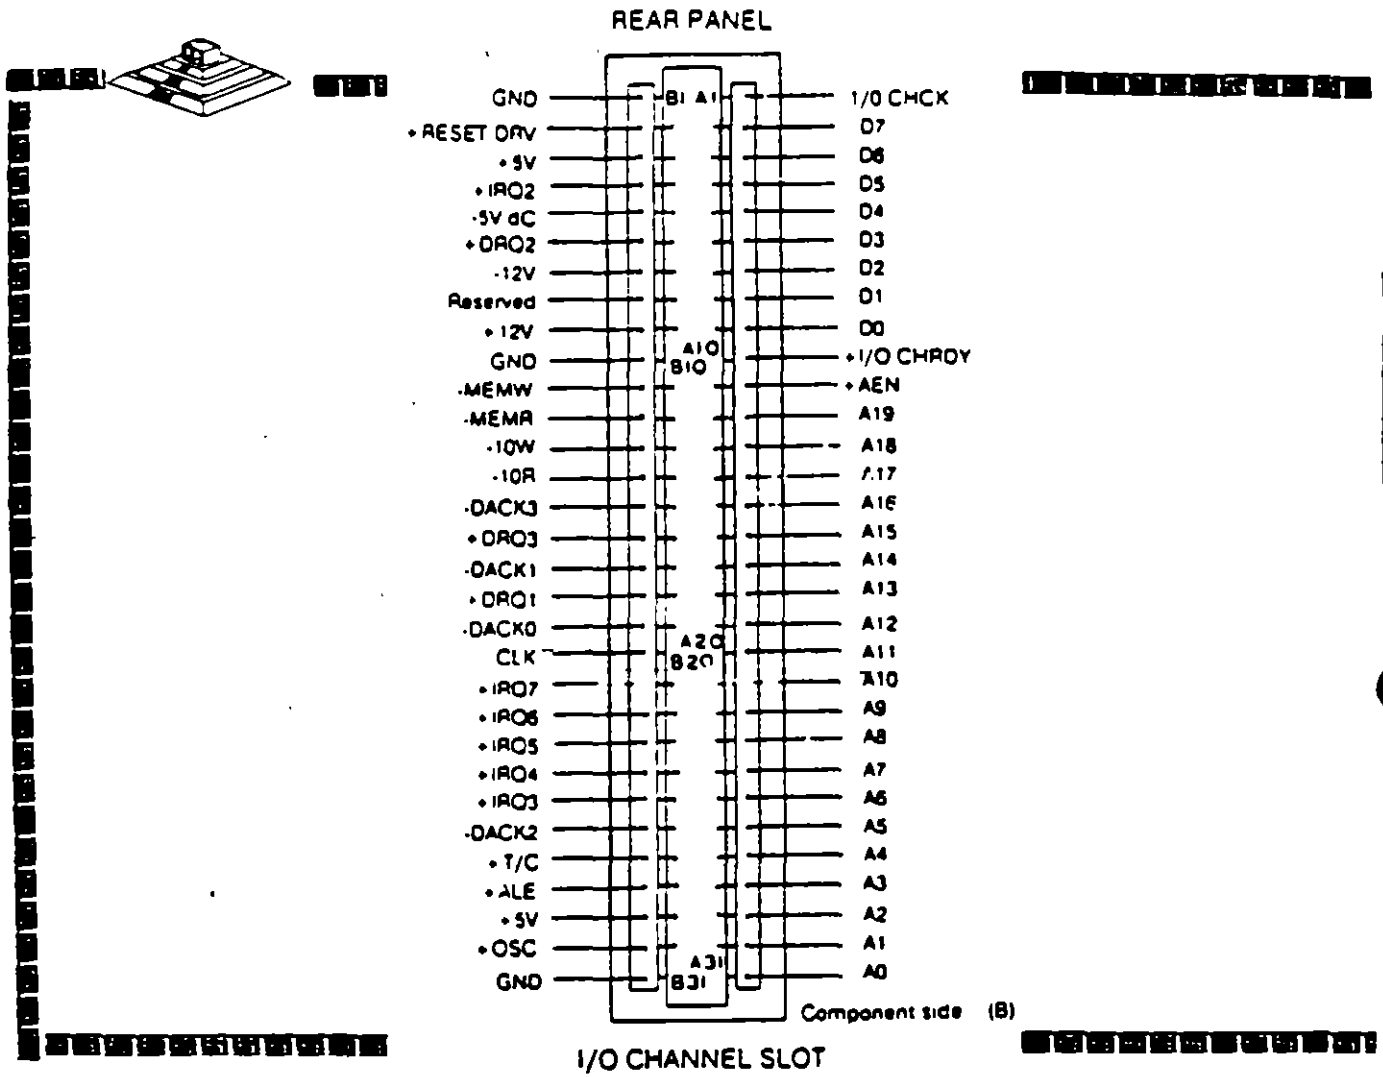 REAR PANEL
GND B1 A1 I/O CHCK
+RESET DRV D7
+5V D6
+IRQ2 D5
-5V dC D4
+DRQ2 D3
-12V D2
Reserved D1
+12V D0
A10
GND B10 +I/O CHRDY
-MEMW +AEN
-MEMR A19
-10W A18
-10R A17
-DACK3 A16
+DRQ3 A15
-DACK1 A14
+DRQ1 A13
-DACK0 A12
A20
CLK B20 A11
+IRQ7 A10
+IRQ6 A9
+IRQ5 A8
+IRQ4 A7
+IRQ3 A6
-DACK2 A5
+T/C A4
+ALE A3
+5V A2
+OSC A1
A31
GND B31 A0
Component side (B)
I/O CHANNEL SLOT